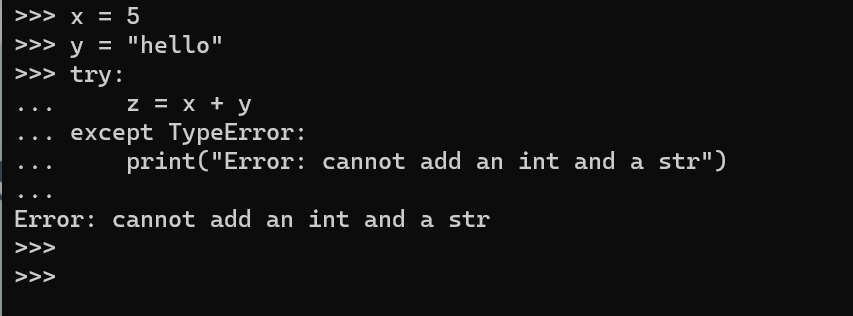 >>> x = 5
>>> y = "hello"
>>> try:
...     z = x + y
... except TypeError:
...     print("Error: cannot add an int and a str")
...
Error: cannot add an int and a str
>>>
>>>